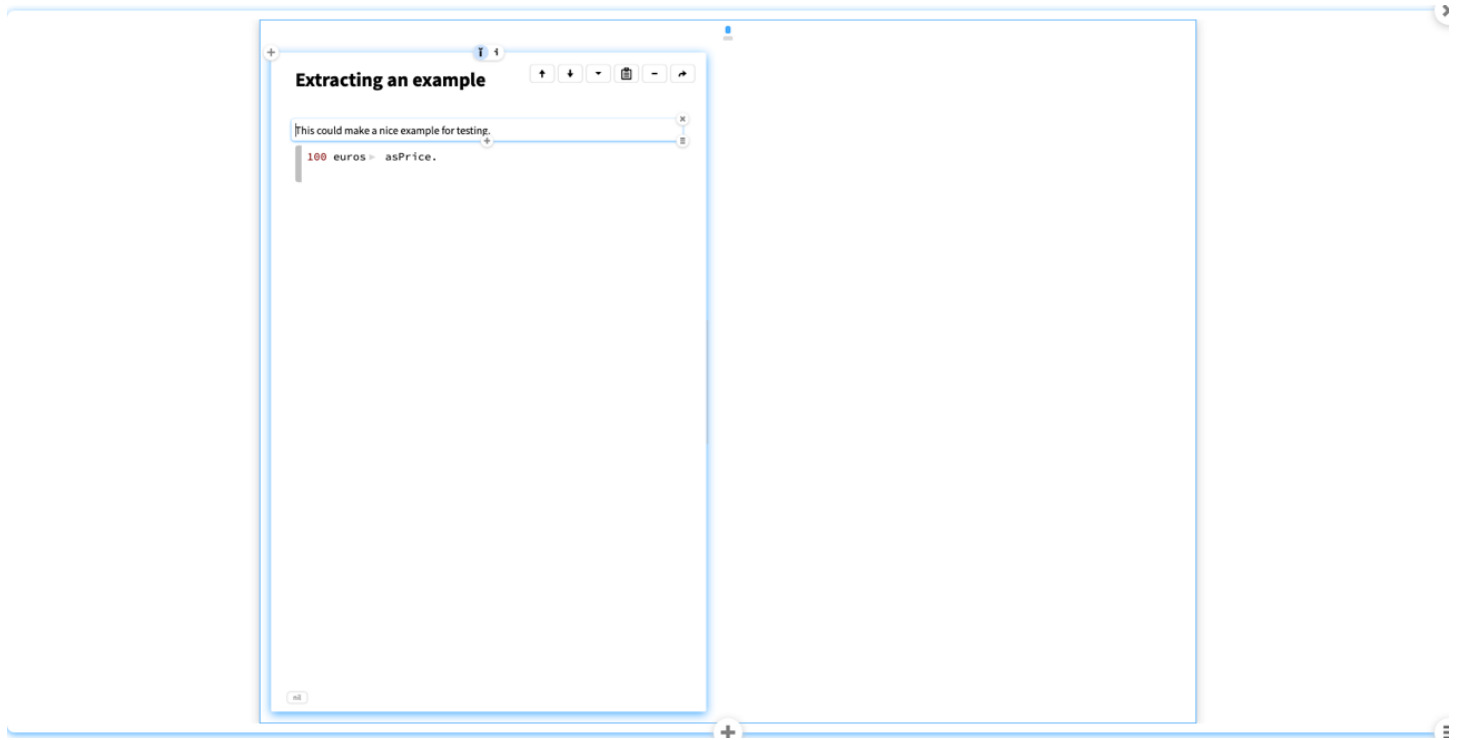 Extracting an example
This could make a nice example for testing.
100 euros asPrice.
nil